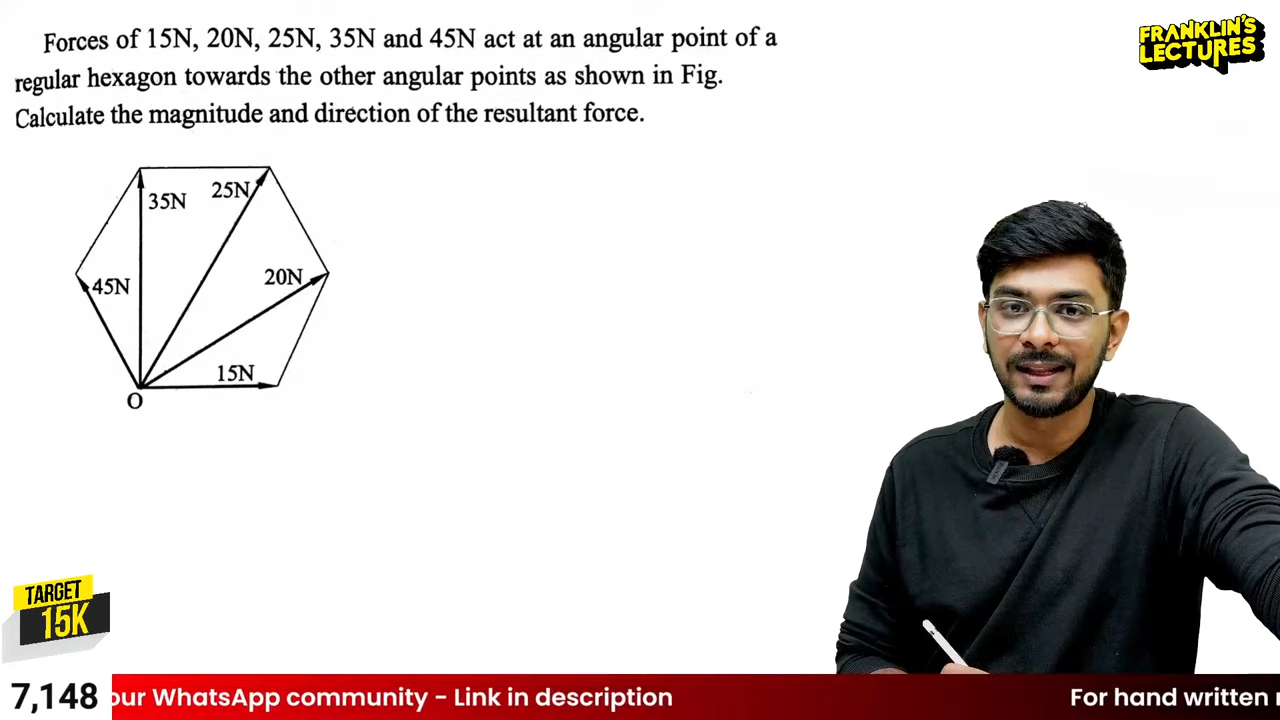 Forces of 15N, 20N, 25N, 35N and 45N act at an angular point of a
regular hexagon towards the other angular points as shown in Fig.
Calculate the magnitude and direction of the resultant force.
FRANKLIN'S
LECTURES
35N
25N
45N
20N
15N
O
TARGET
15K
7,148
our WhatsApp community - Link in description
For hand written